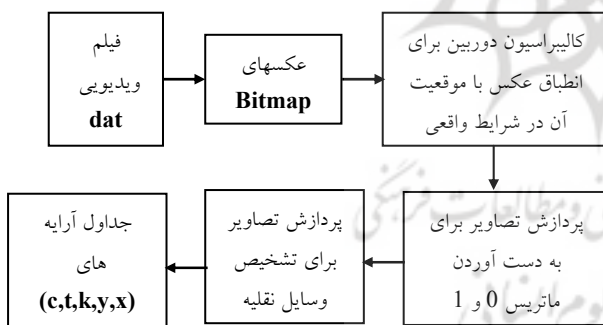 فیلم
ویدیویی
dat
عکسهای
Bitmap
کالیبراسیون دوربین برای
انطباق عکس با موقعیت
آن در شرایط واقعی
پردازش تصاویر برای
به دست آوردن
ماتریس 0 و 1
پردازش تصاویر
برای تشخیص
وسایل نقلیه
جداول آرایه
های
(c,t,k,y,x)